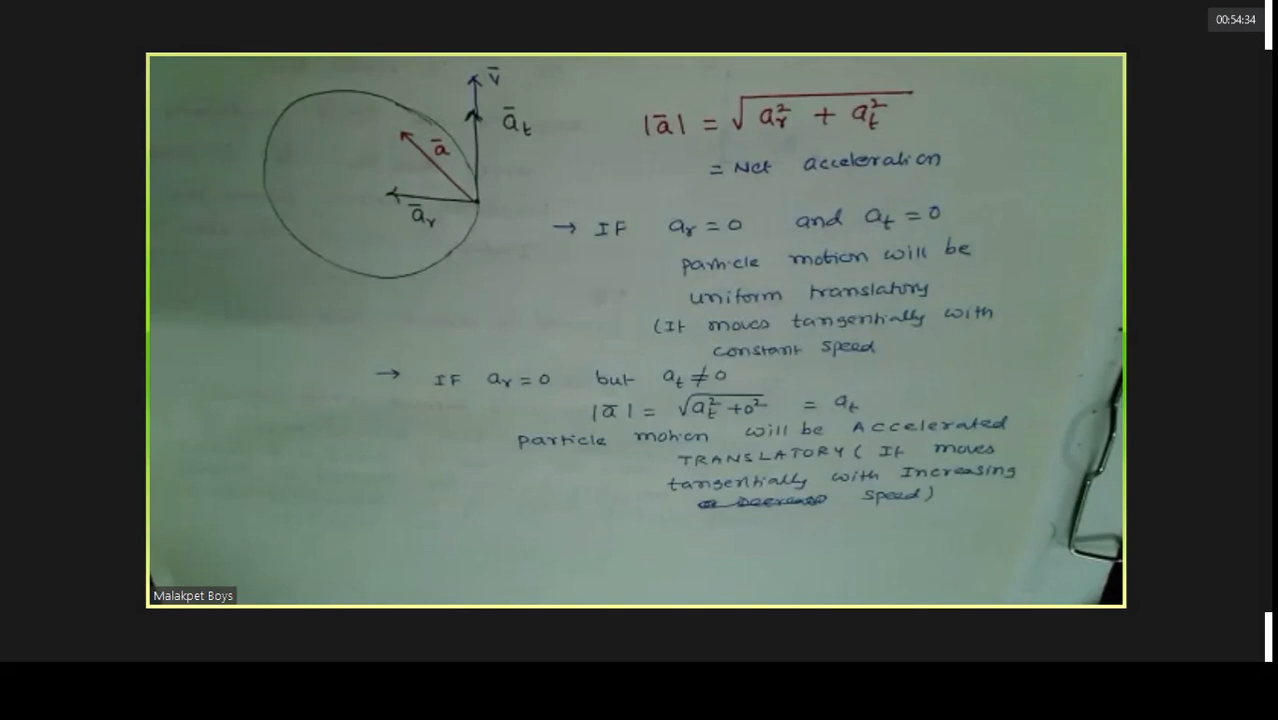 00:54:34
v̄
āt
ā
ār
|ā| = √ar² + at²
= Net acceleration
→ IF ar = 0 and at = 0
particle motion will be
uniform translatory
(It moves tangentially with
constant speed
→ IF ar = 0 but at ≠ 0
|ā| = √at² + 0² = at
particle motion will be Accelerated
TRANSLATORY ( It moves
tangentially with Increasing
speed)
Malakpet Boys